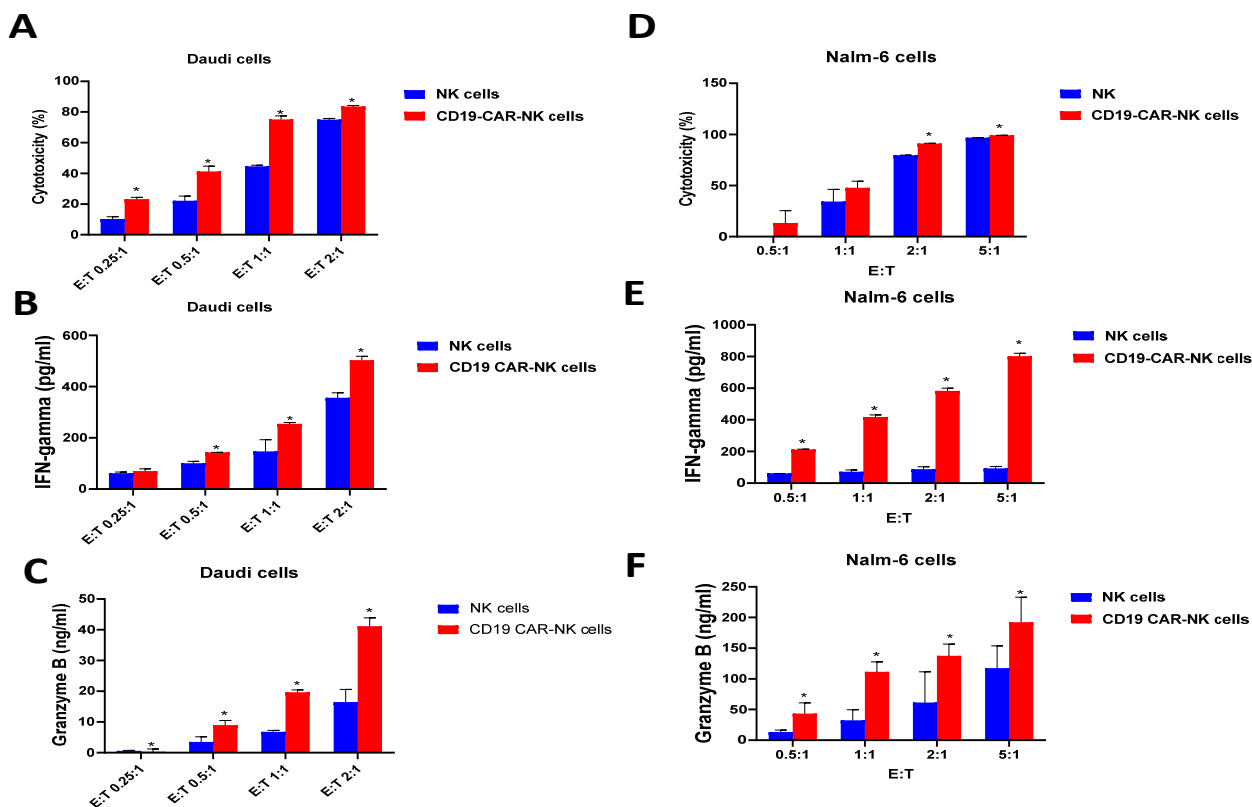 A
Daudi cells
Cytotoxicity (%)
100
80
60
40
20
0
* * * *
E:T 0.25:1
E:T 0.5:1
E:T 1:1
E:T 2:1
NK cells
CD19-CAR-NK cells
B
Daudi cells
IFN-gamma (pg/ml)
600
400
200
0
* * *
E:T 0.25:1
E:T 0.5:1
E:T 1:1
E:T 2:1
NK cells
CD19 CAR-NK cells
C
Daudi cells
Granzyme B (ng/ml)
50
40
30
20
10
0
* * * *
E:T 0.25:1
E:T 0.5:1
E:T 1:1
E:T 2:1
NK cells
CD19 CAR-NK cells
D
Nalm-6 cells
Cytotoxicity (%)
150
100
50
0
* *
0.5:1 1:1 2:1 5:1
E:T
NK
CD19-CAR-NK cells
E
Nalm-6 cells
IFN-gamma (pg/ml)
1000
800
600
400
200
0
* * * *
0.5:1 1:1 2:1 5:1
E:T
NK cells
CD19-CAR-NK cells
F
Nalm-6 cells
Granzyme B (ng/ml)
250
200
150
100
50
0
* * * *
0.5:1 1:1 2:1 5:1
E:T
NK cells
CD19 CAR-NK cells